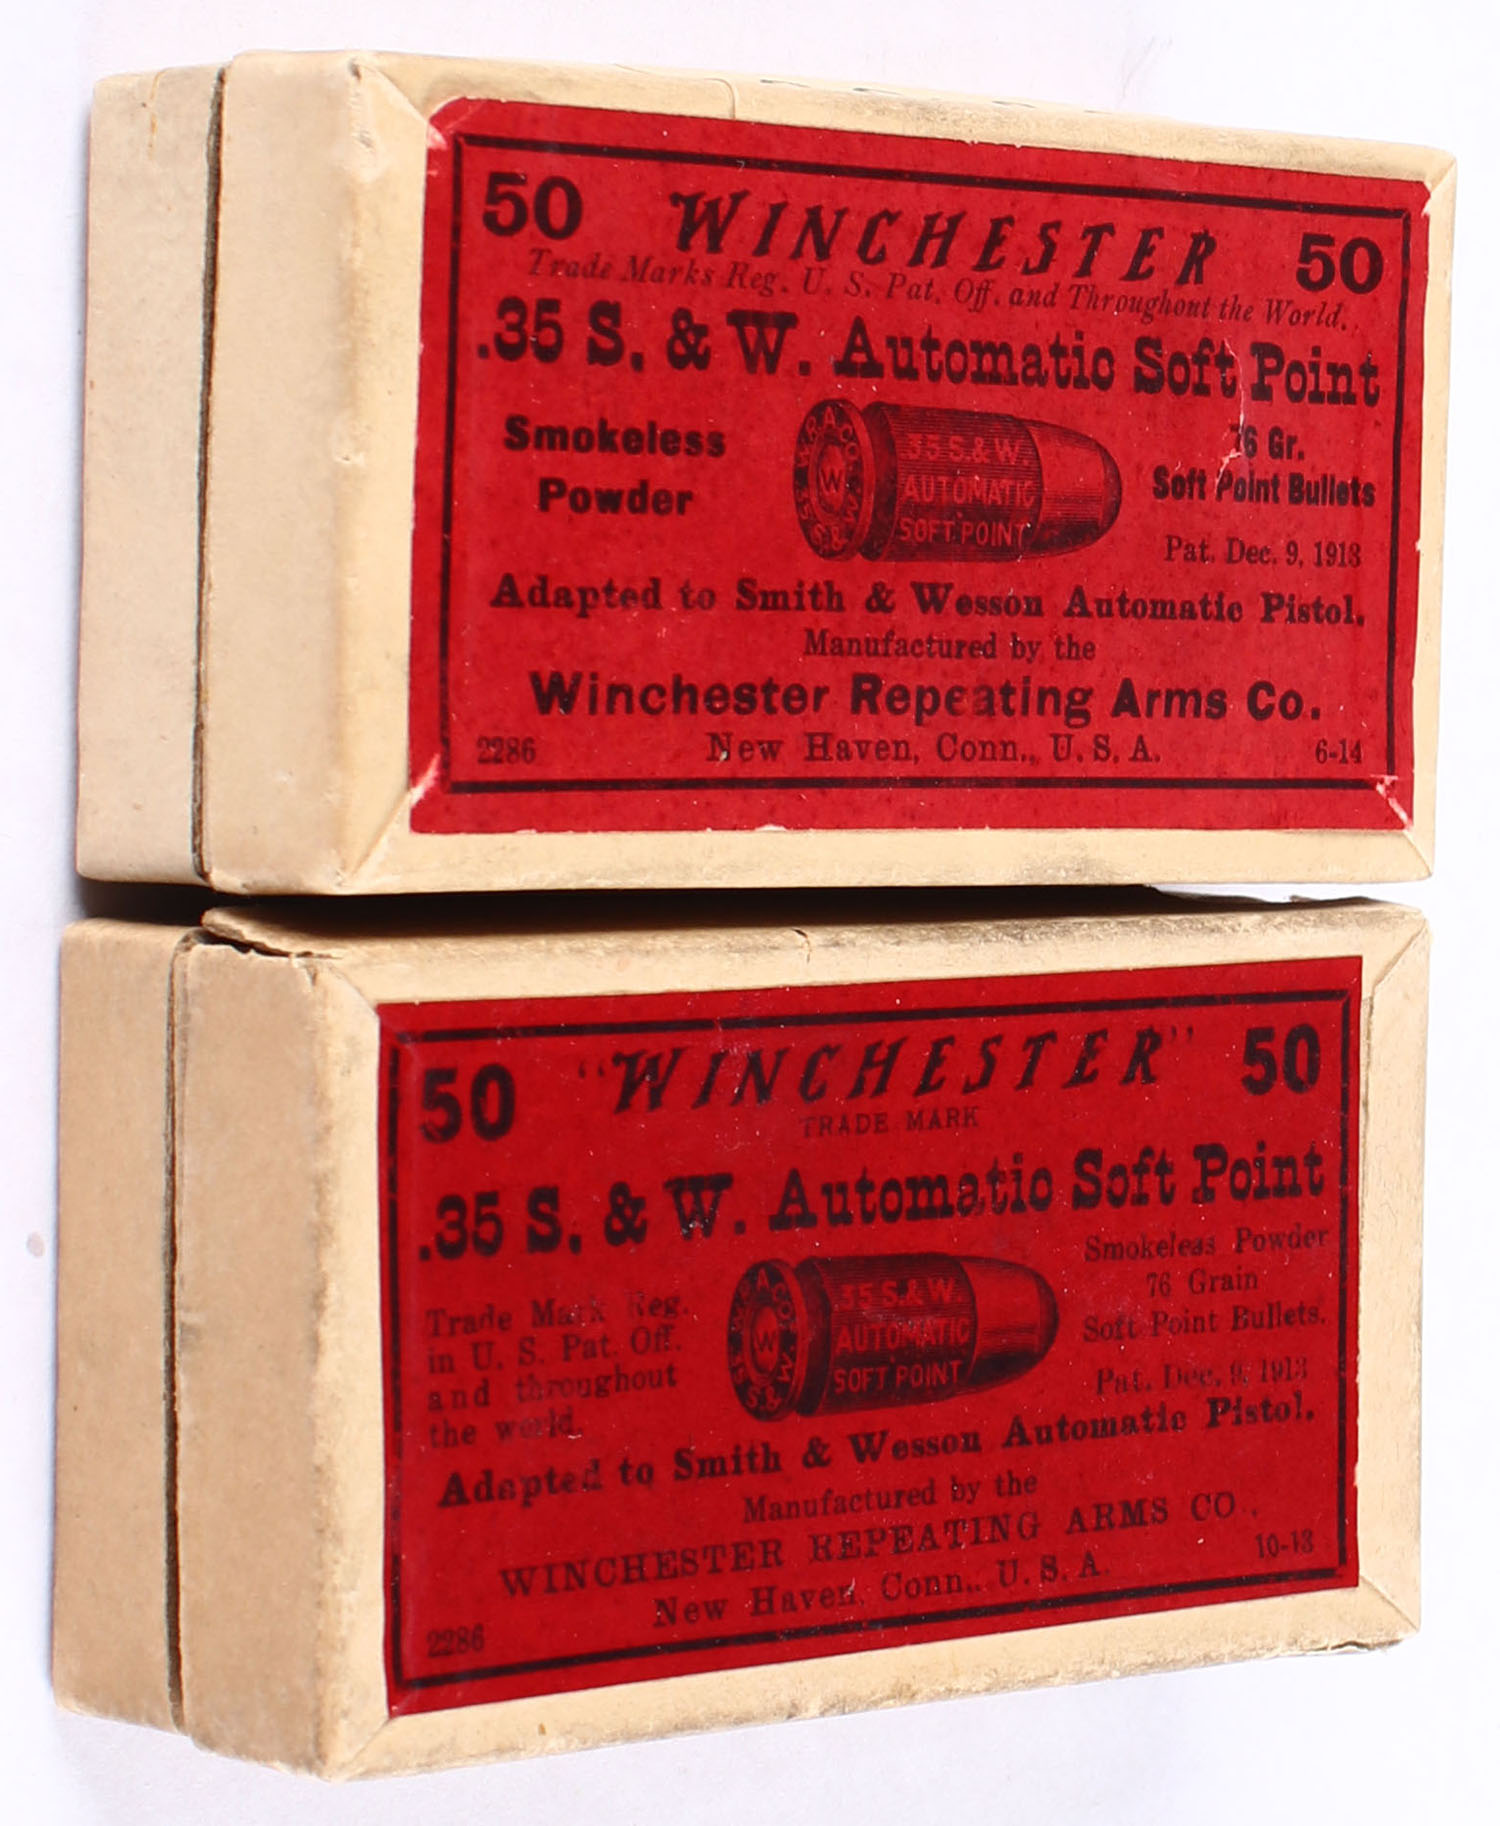 50 WINCHESTER 50
Trade Marks Reg. U. S. Pat. Off. and Throughout the World.
.35 S. & W. Automatic Soft Point
Smokeless
Powder
W.R.A.CO.
W
35 S.& W.
35 S.& W.
AUTOMATIC
SOFT POINT
76 Gr.
Soft Point Bullets
Pat. Dec. 9, 1913
Adapted to Smith & Wesson Automatic Pistol.
Manufactured by the
Winchester Repeating Arms Co.
2286 New Haven, Conn., U. S. A. 6-14
50 "WINCHESTER" 50
TRADE MARK
.35 S. & W. Automatic Soft Point
Trade Mark Reg.
in U. S. Pat. Off.
and throughout
the world.
W.R.A.CO.
W
35 S.& W.
35 S.& W.
AUTOMATIC
SOFT POINT
Smokeless Powder
76 Grain
Soft Point Bullets.
Pat. Dec. 9, 1913
Adapted to Smith & Wesson Automatic Pistol.
Manufactured by the
WINCHESTER REPEATING ARMS CO.,
New Haven, Conn., U. S. A.
2286 10-13